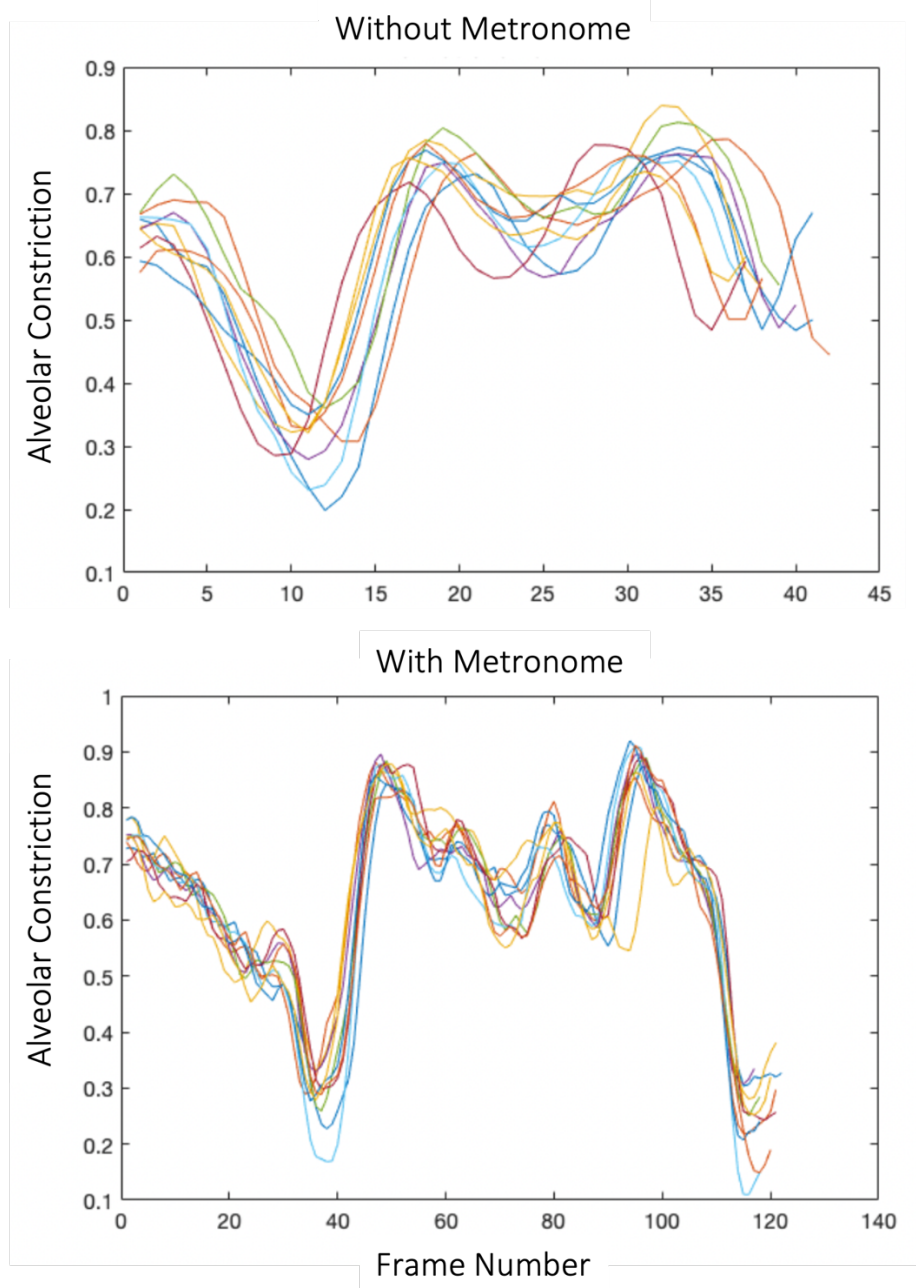 Without Metronome
Alveolar Constriction
0.9
0.8
0.7
0.6
0.5
0.4
0.3
0.2
0.1
0 5 10 15 20 25 30 35 40 45
With Metronome
Alveolar Constriction
1
0.9
0.8
0.7
0.6
0.5
0.4
0.3
0.2
0.1
0 20 40 60 80 100 120 140
Frame Number